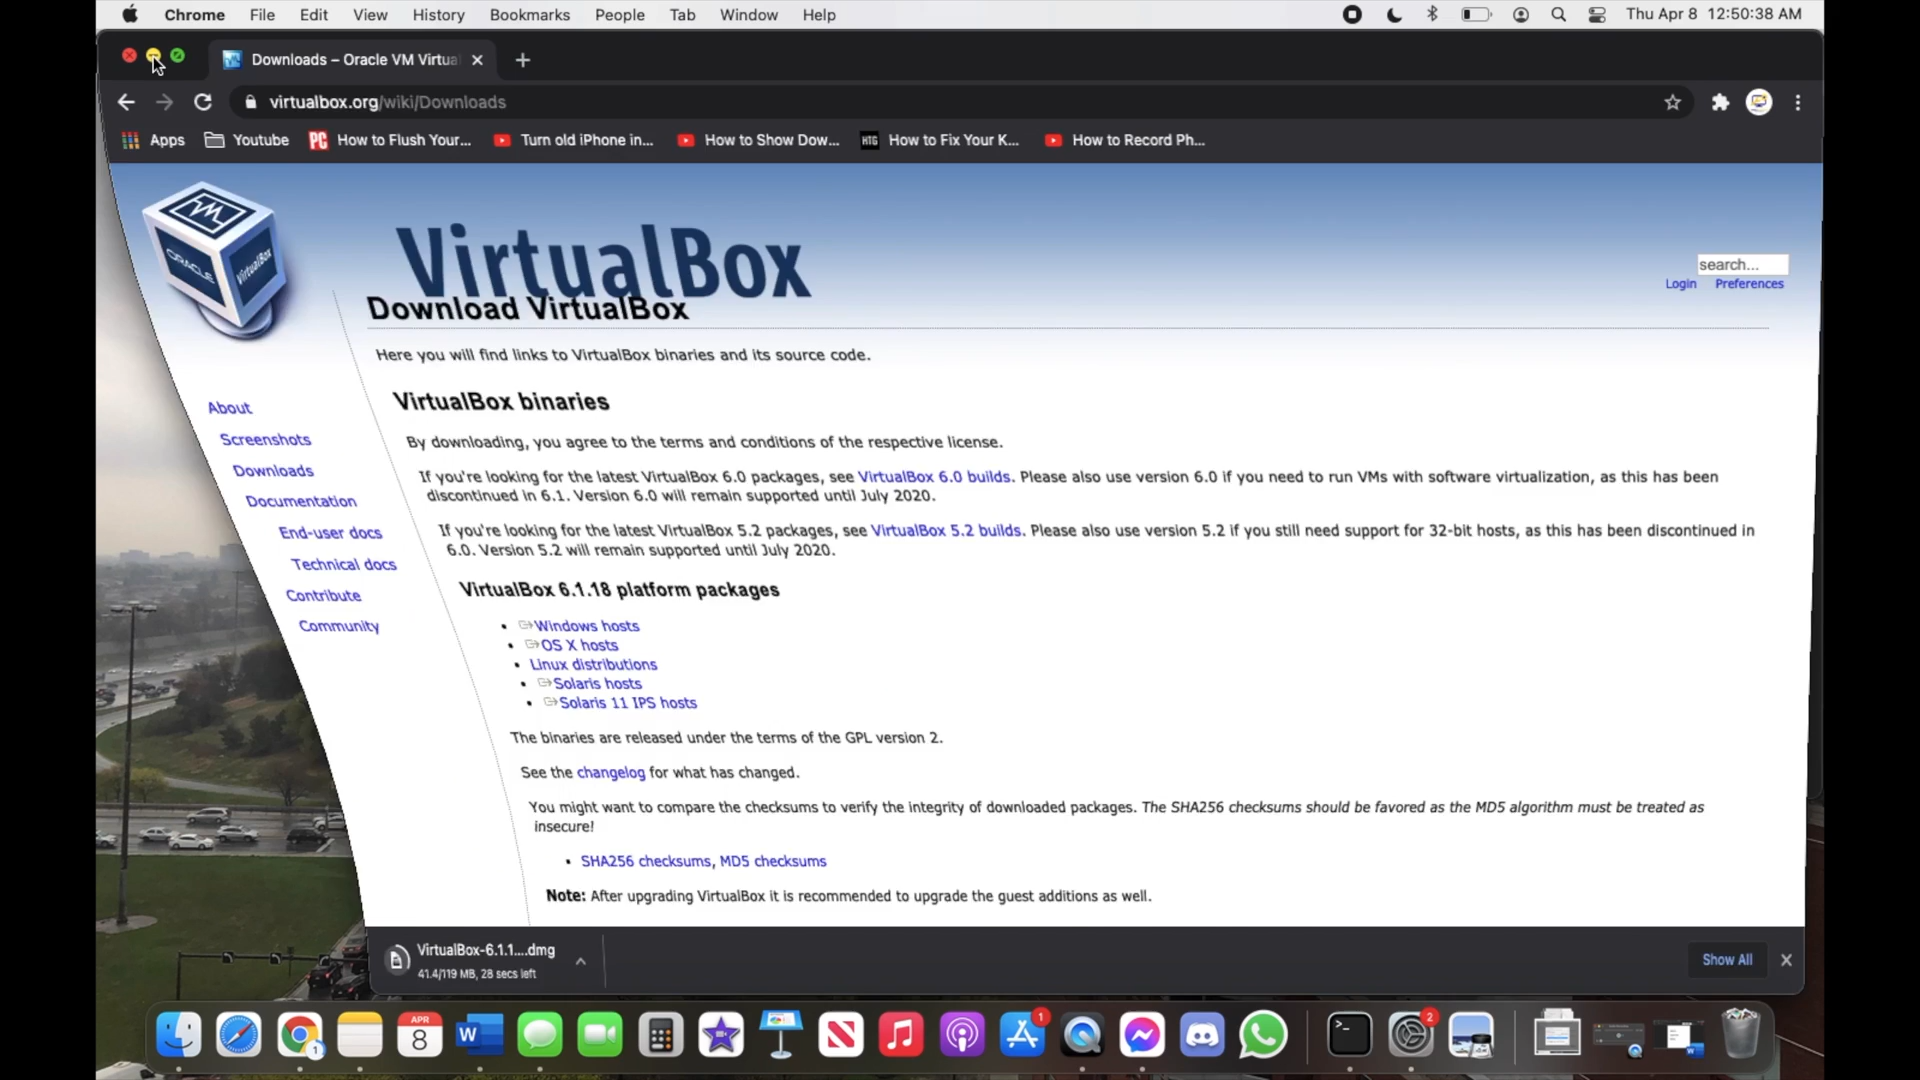 Chrome File Edit View History Bookmarks People Tab Window Help Thu Apr 8 12:50:38 AM
Downloads – Oracle VM Virtual
virtualbox.org/wiki/Downloads
Apps Youtube PC How to Flush Your... Turn old iPhone in... How to Show Dow... HTG How to Fix Your K... How to Record Ph...
ORACLE VirtualBox
VirtualBox
search...
Login Preferences
Download VirtualBox
Here you will find links to VirtualBox binaries and its source code.
About
Screenshots
Downloads
Documentation
End-user docs
Technical docs
Contribute
Community
VirtualBox binaries
By downloading, you agree to the terms and conditions of the respective license.
If you're looking for the latest VirtualBox 6.0 packages, see VirtualBox 6.0 builds. Please also use version 6.0 if you need to run VMs with software virtualization, as this has been
discontinued in 6.1. Version 6.0 will remain supported until July 2020.
If you're looking for the latest VirtualBox 5.2 packages, see VirtualBox 5.2 builds. Please also use version 5.2 if you still need support for 32-bit hosts, as this has been discontinued in
6.0. Version 5.2 will remain supported until July 2020.
VirtualBox 6.1.18 platform packages
Windows hosts
OS X hosts
Linux distributions
Solaris hosts
Solaris 11 IPS hosts
The binaries are released under the terms of the GPL version 2.
See the changelog for what has changed.
You might want to compare the checksums to verify the integrity of downloaded packages. The SHA256 checksums should be favored as the MD5 algorithm must be treated as
insecure!
SHA256 checksums, MD5 checksums
Note: After upgrading VirtualBox it is recommended to upgrade the guest additions as well.
VirtualBox-6.1.1....dmg
41.4/119 MB, 28 secs left
Show All
APR
8
1
1
2